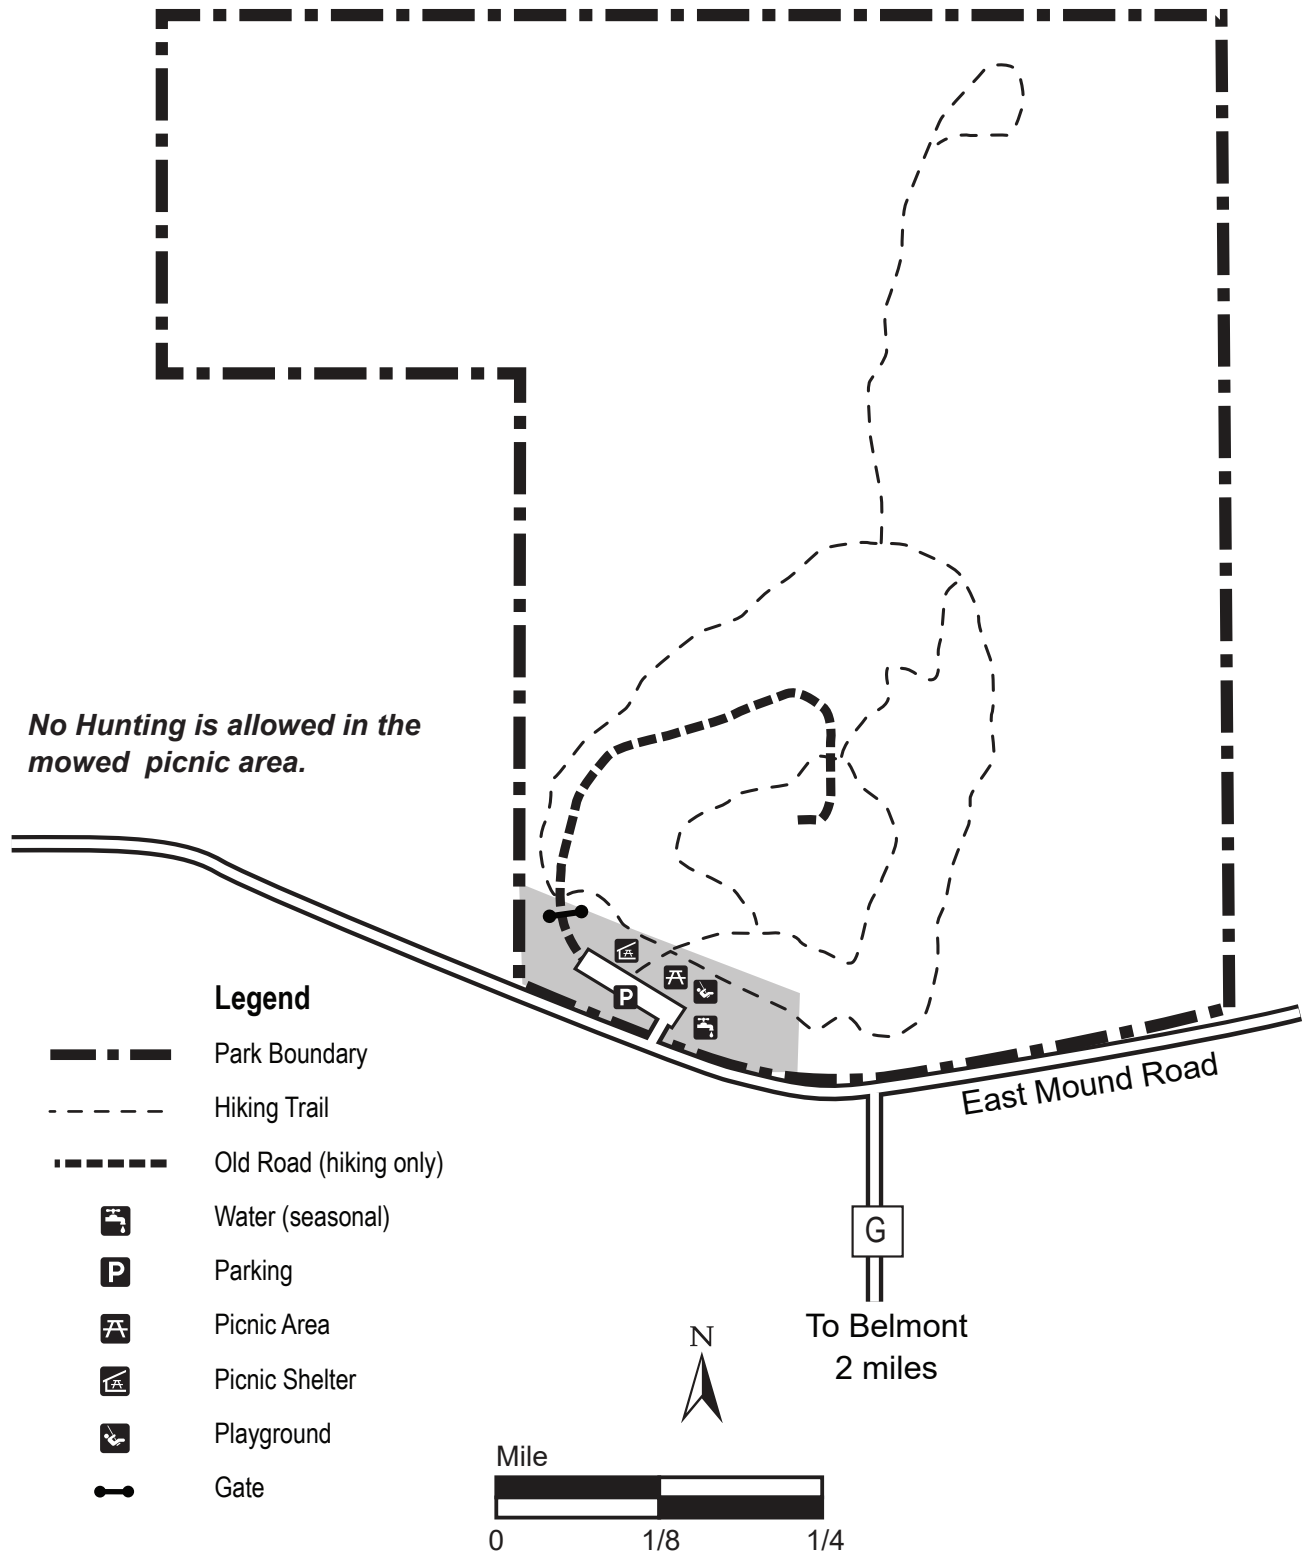 No Hunting is allowed in the
mowed picnic area.
P
East Mound Road
G
To Belmont
2 miles
Legend
Park Boundary
Hiking Trail
Old Road (hiking only)
Water (seasonal)
P
Parking
Picnic Area
Picnic Shelter
Playground
Gate
N
Mile
0 1/8 1/4